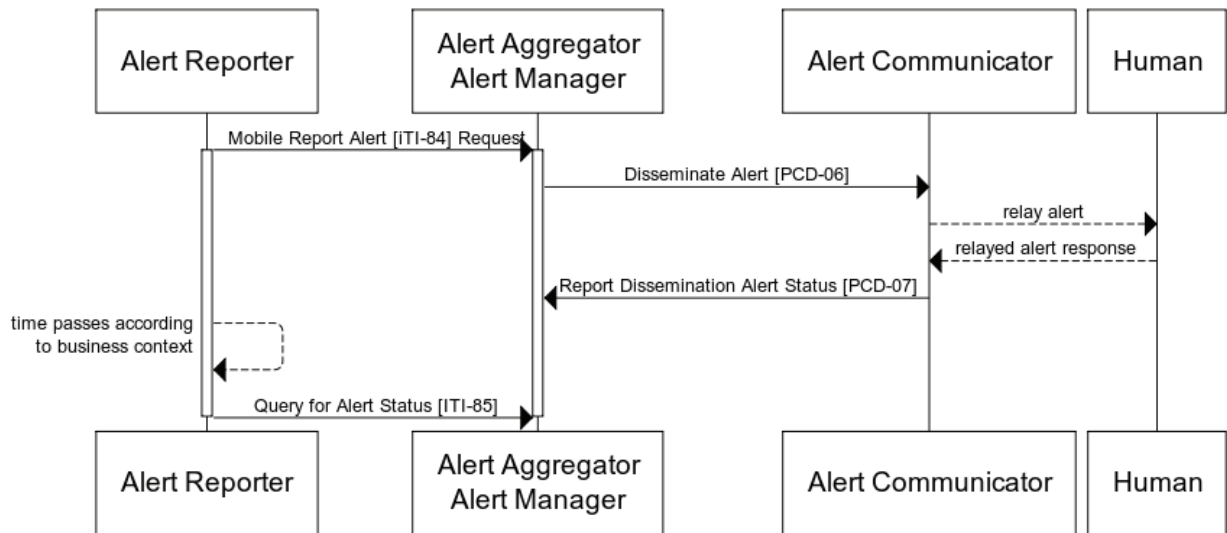 Alert Reporter
Alert Aggregator
Alert Manager
Alert Communicator
Human
Mobile Report Alert [iTI-84] Request
Disseminate Alert [PCD-06]
relay alert
relayed alert response
Report Dissemination Alert Status [PCD-07]
time passes according
to business context
Query for Alert Status [ITI-85]
Alert Reporter
Alert Aggregator
Alert Manager
Alert Communicator
Human